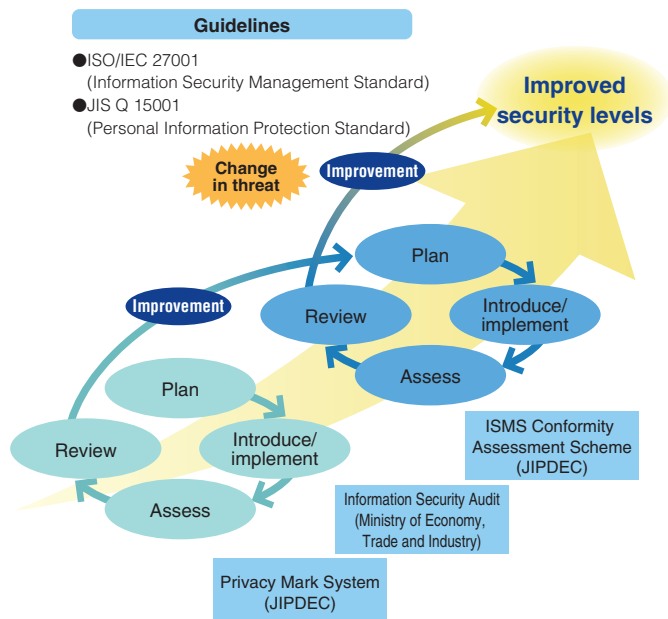 Guidelines
●ISO/IEC 27001
(Information Security Management Standard)
●JIS Q 15001
(Personal Information Protection Standard)
Improved
security levels
Change
in threat
Improvement
Plan
Introduce/
implement
Assess
Review
Improvement
Plan
Introduce/
implement
Assess
Review
ISMS Conformity
Assessment Scheme
(JIPDEC)
Information Security Audit
(Ministry of Economy,
Trade and Industry)
Privacy Mark System
(JIPDEC)